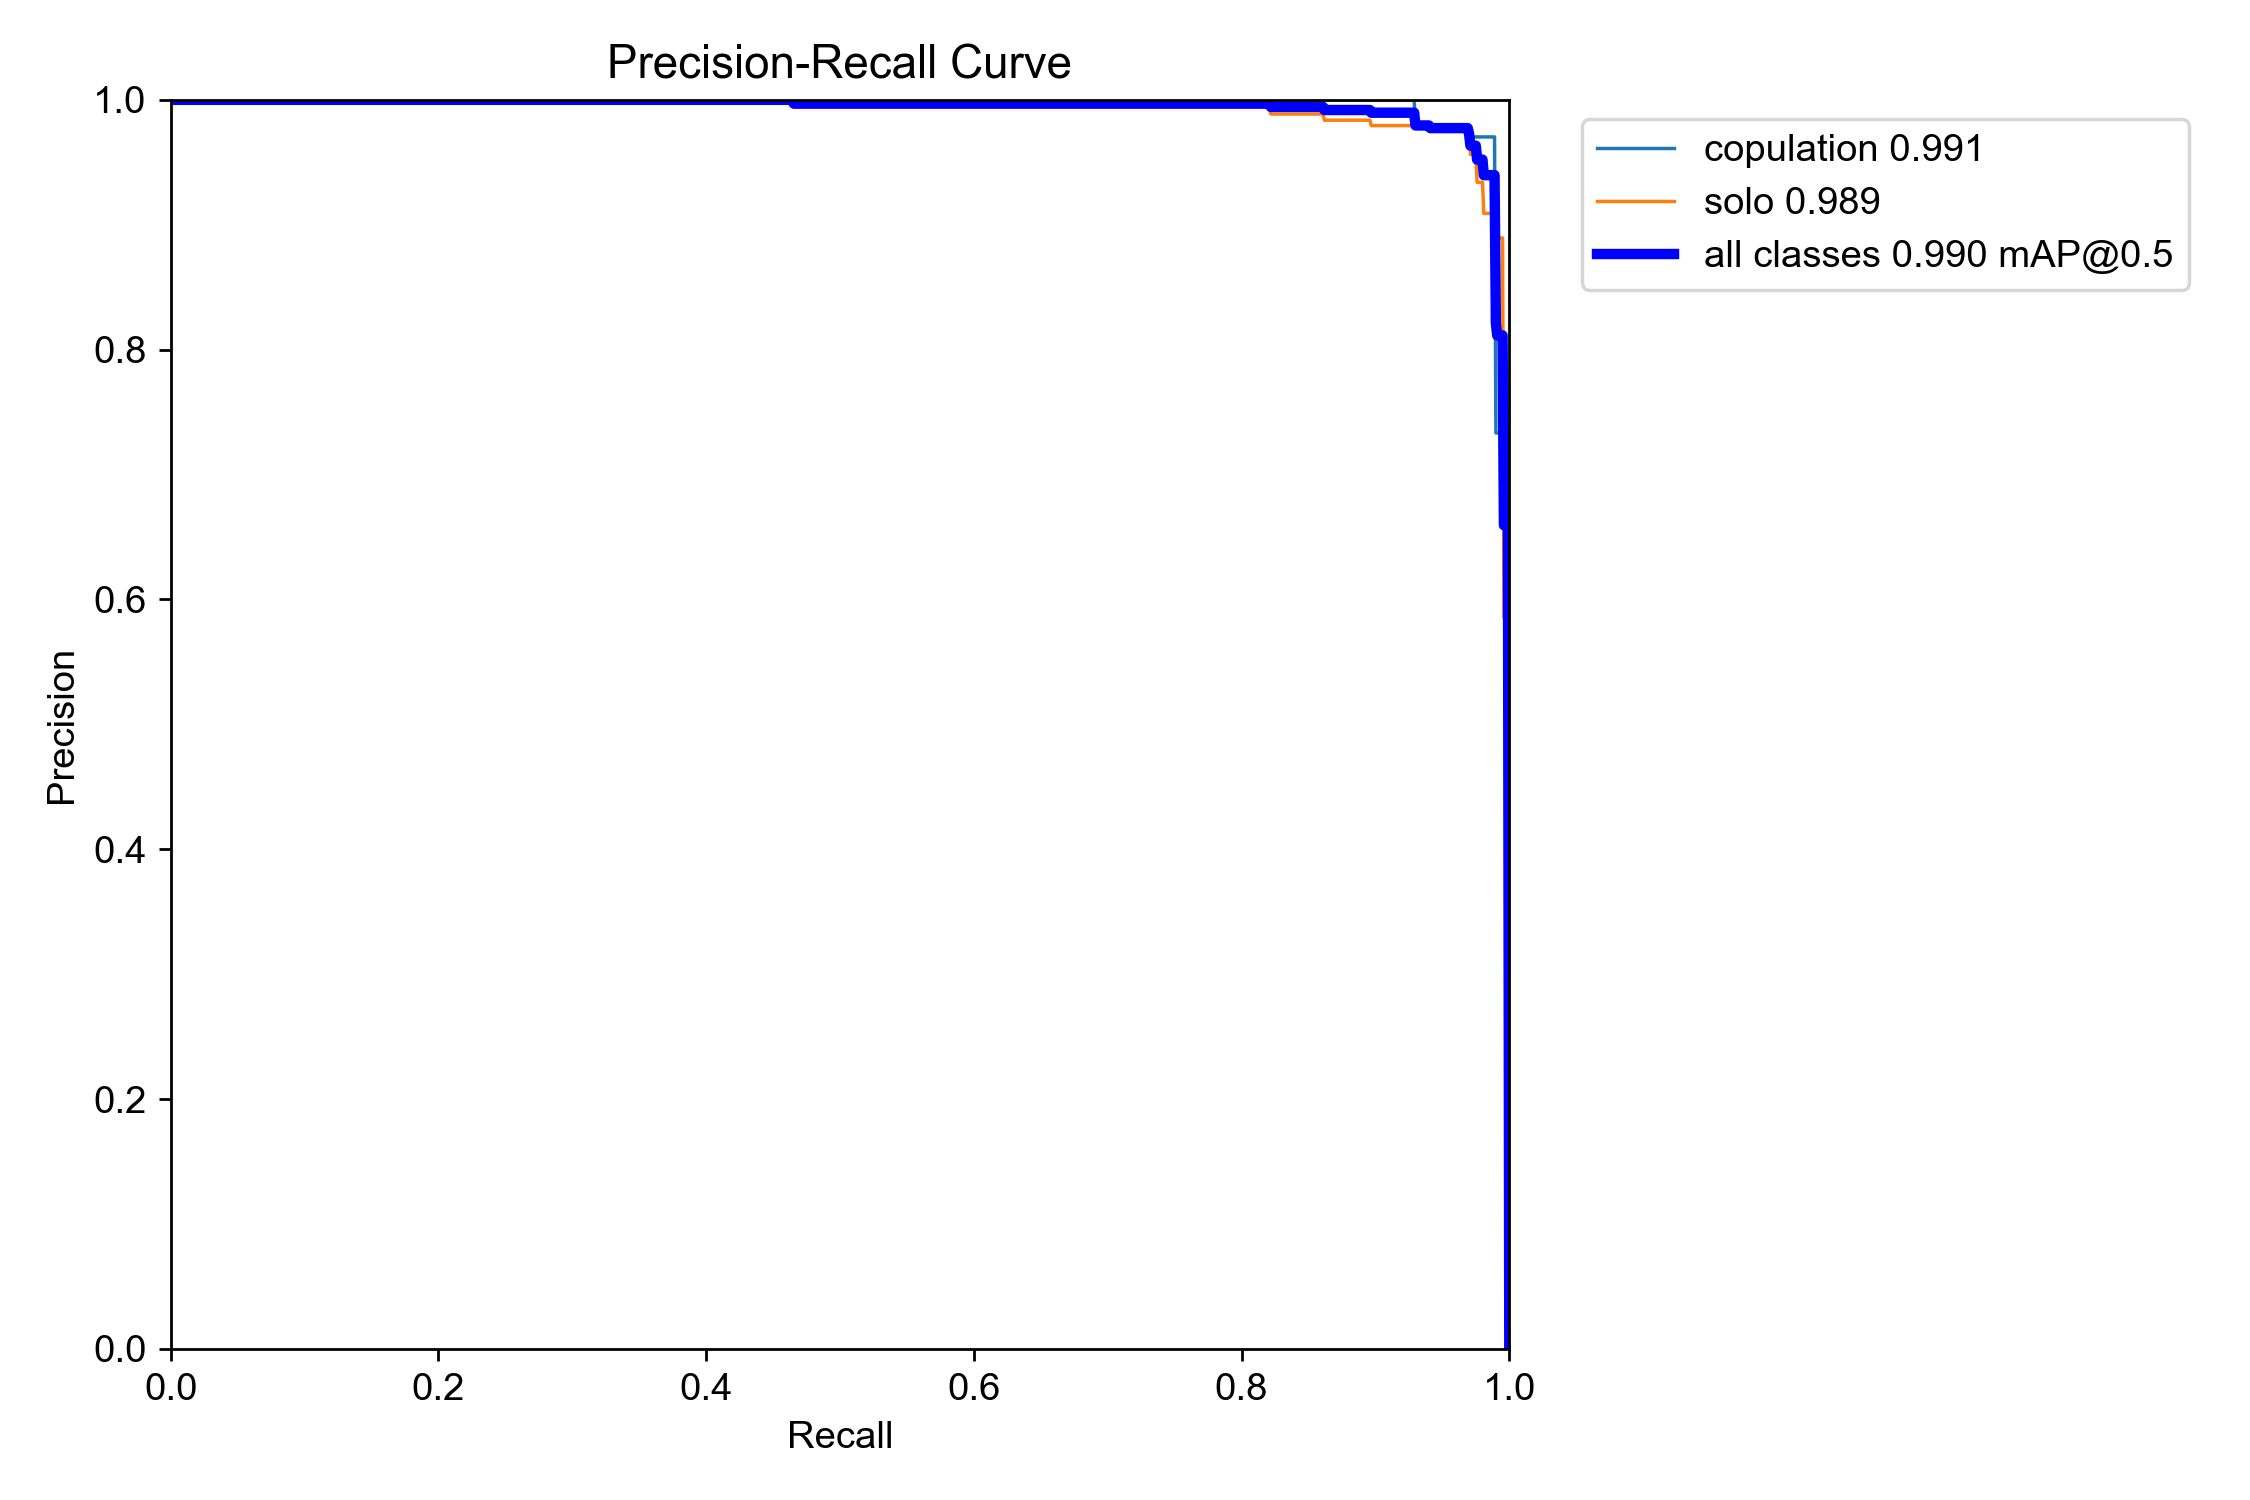 Precision-Recall Curve
1.0
0.8
0.6
0.4
0.2
0.0
Precision
0.0 0.2 0.4 0.6 0.8 1.0
Recall
copulation 0.991
solo 0.989
all classes 0.990 mAP@0.5